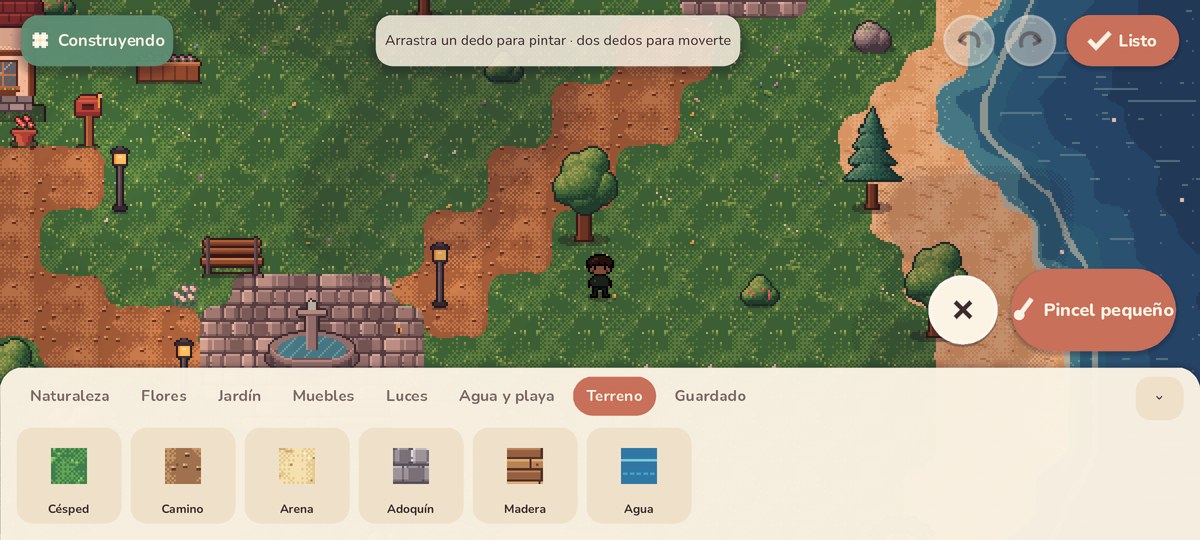 Construyendo
Arrastra un dedo para pintar · dos dedos para moverte
Listo
Pincel pequeño
Naturaleza
Flores
Jardín
Muebles
Luces
Agua y playa
Terreno
Guardado
Césped
Camino
Arena
Adoquín
Madera
Agua